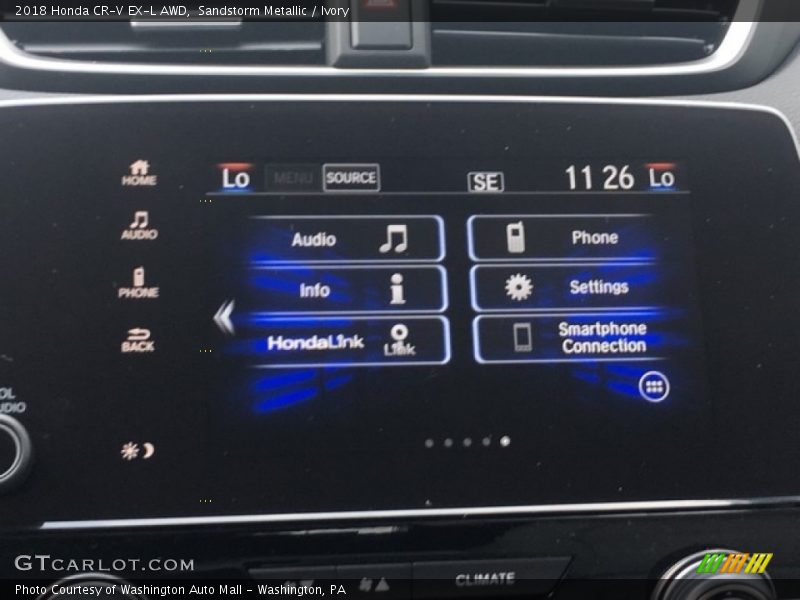 2018 Honda CR-V EX-L AWD, Sandstorm Metallic / Ivory
HOME
Lo MENU SOURCE SE 11 26 Lo
AUDIO
Audio Phone
PHONE
Info i Settings
HondaLink Link Smartphone Connection
BACK
CLIMATE
GTCARLOT.COM
Photo Courtesy of Washington Auto Mall - Washington, PA